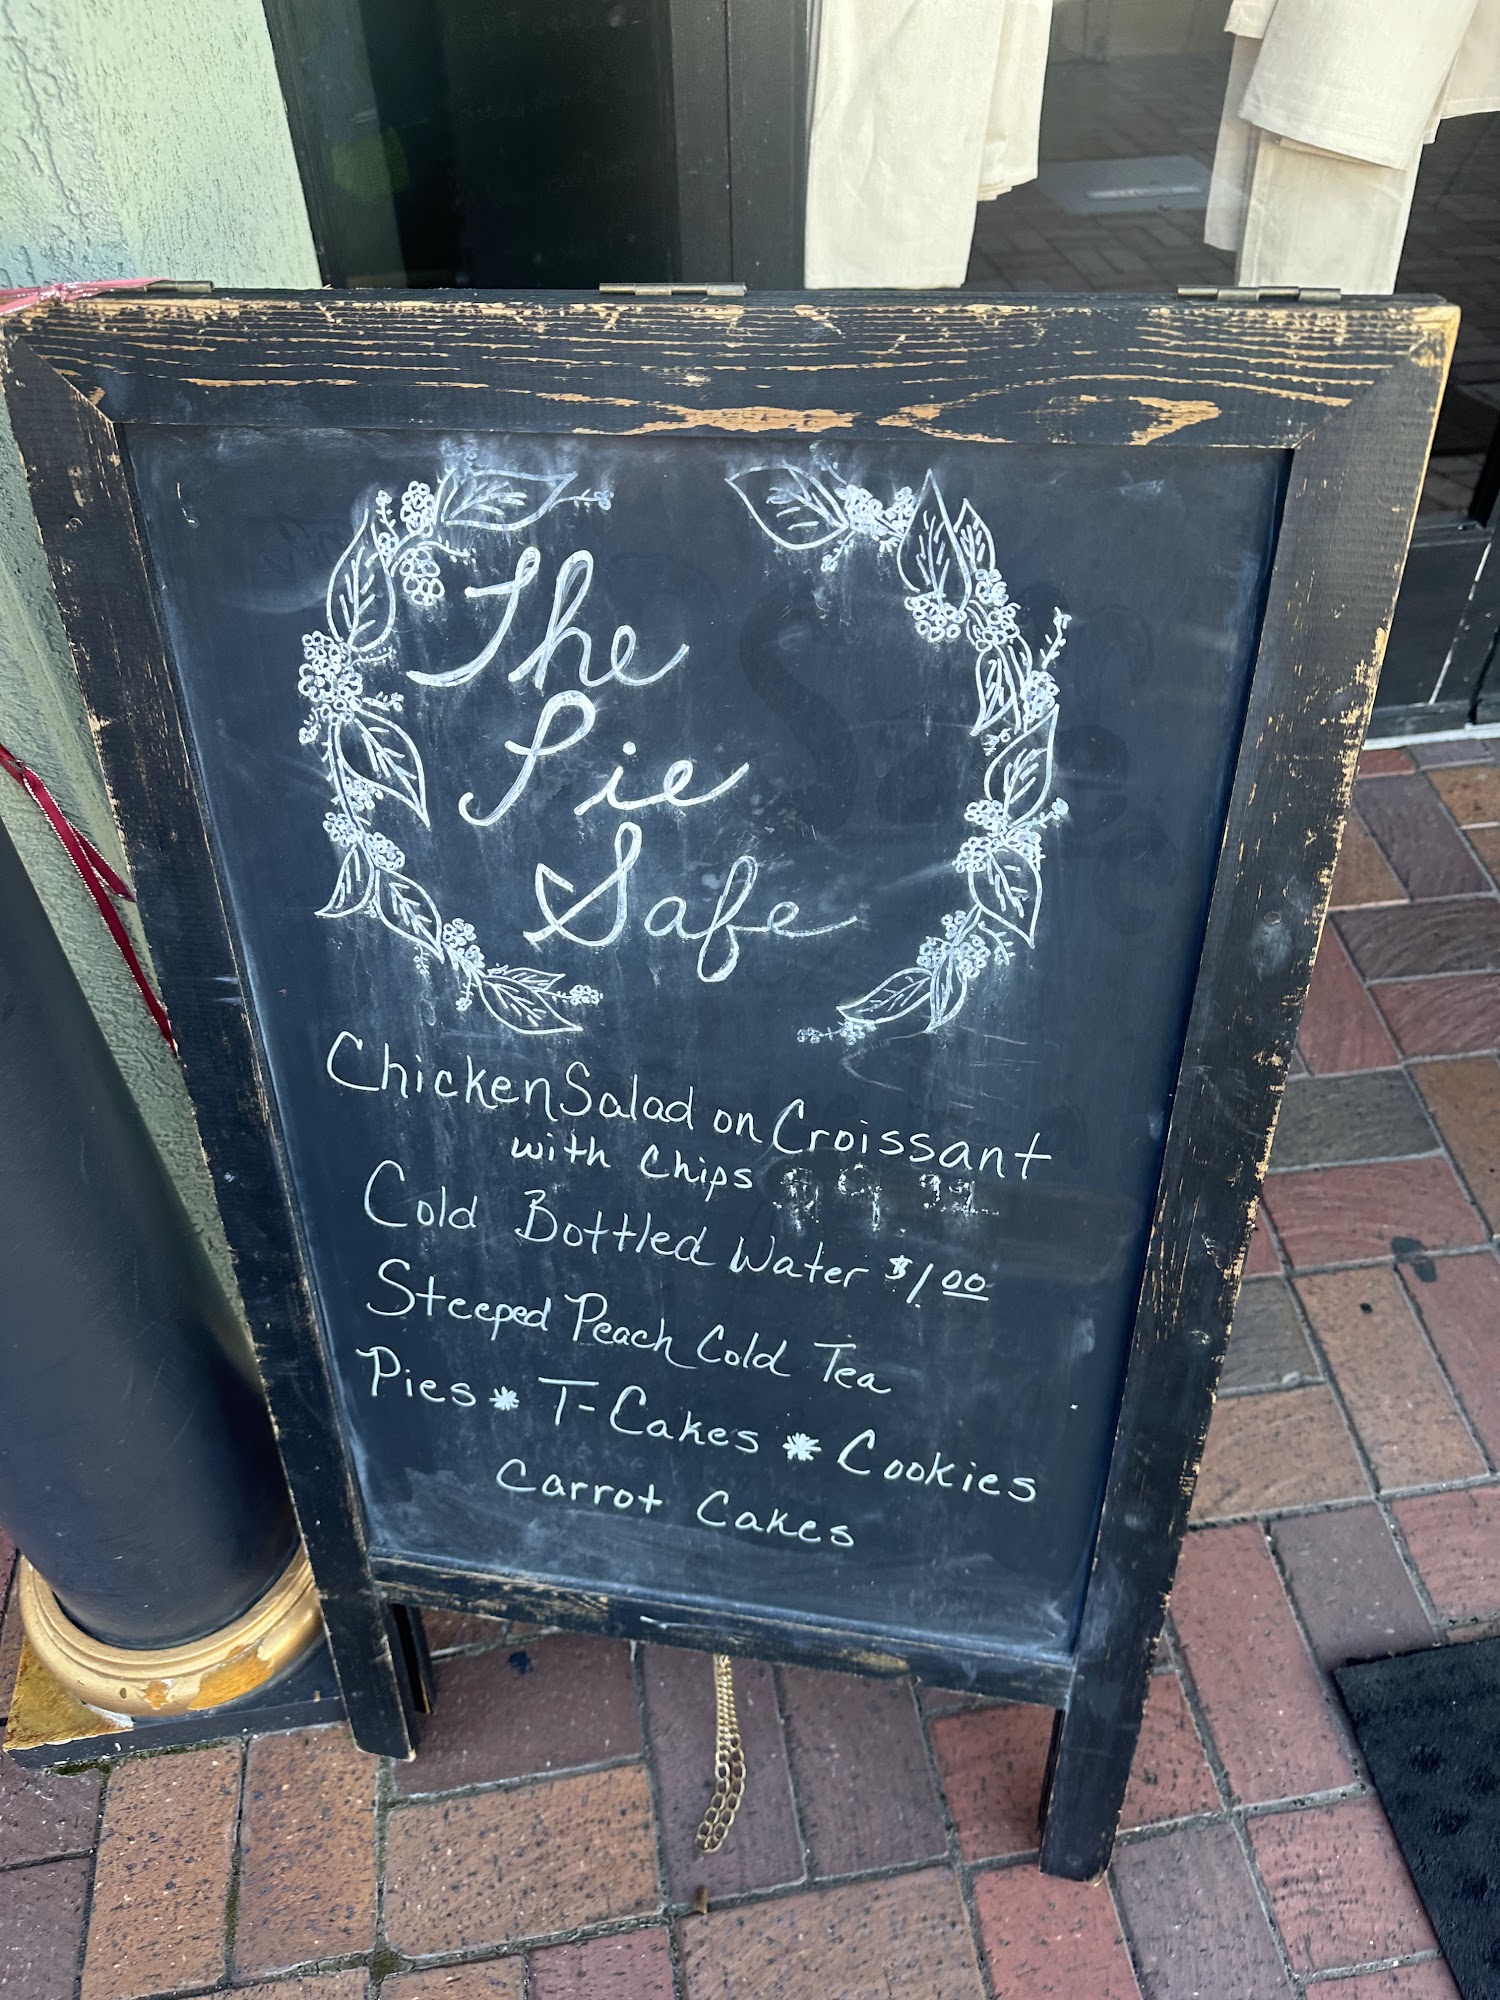 The
Pie
Safe
Chicken Salad on Croissant
with chips
Cold Bottled Water $1.00
Steeped Peach Cold Tea
Pies * T-Cakes * Cookies
Carrot Cakes